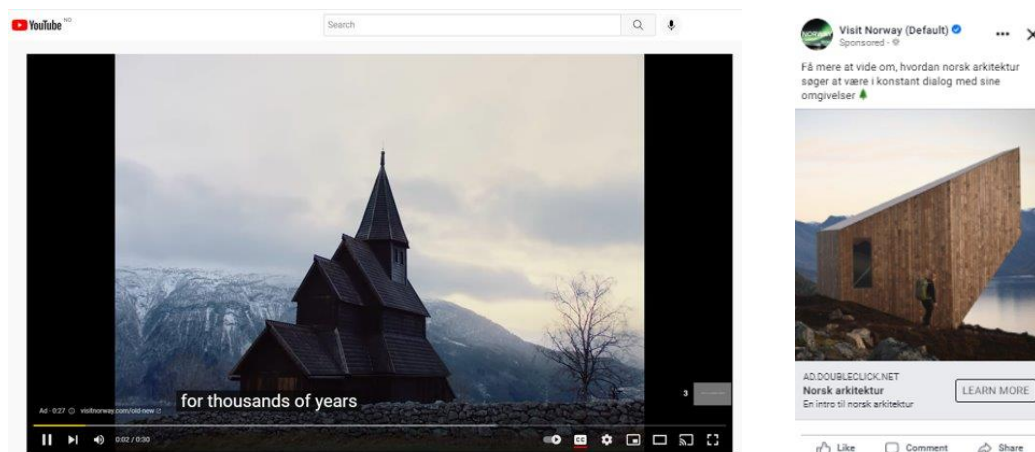 YouTube NO
Search
for thousands of years
3
Ad · 0:27 visitnorway.com/old-new
0:02 / 0:30
CC
NORWAY
Visit Norway (Default)
Sponsored ·
Få mere at vide om, hvordan norsk arkitektur
søger at være i konstant dialog med sine
omgivelser
AD.DOUBLECLICK.NET
Norsk arkitektur
En intro til norsk arkitektur
LEARN MORE
Like
Comment
Share